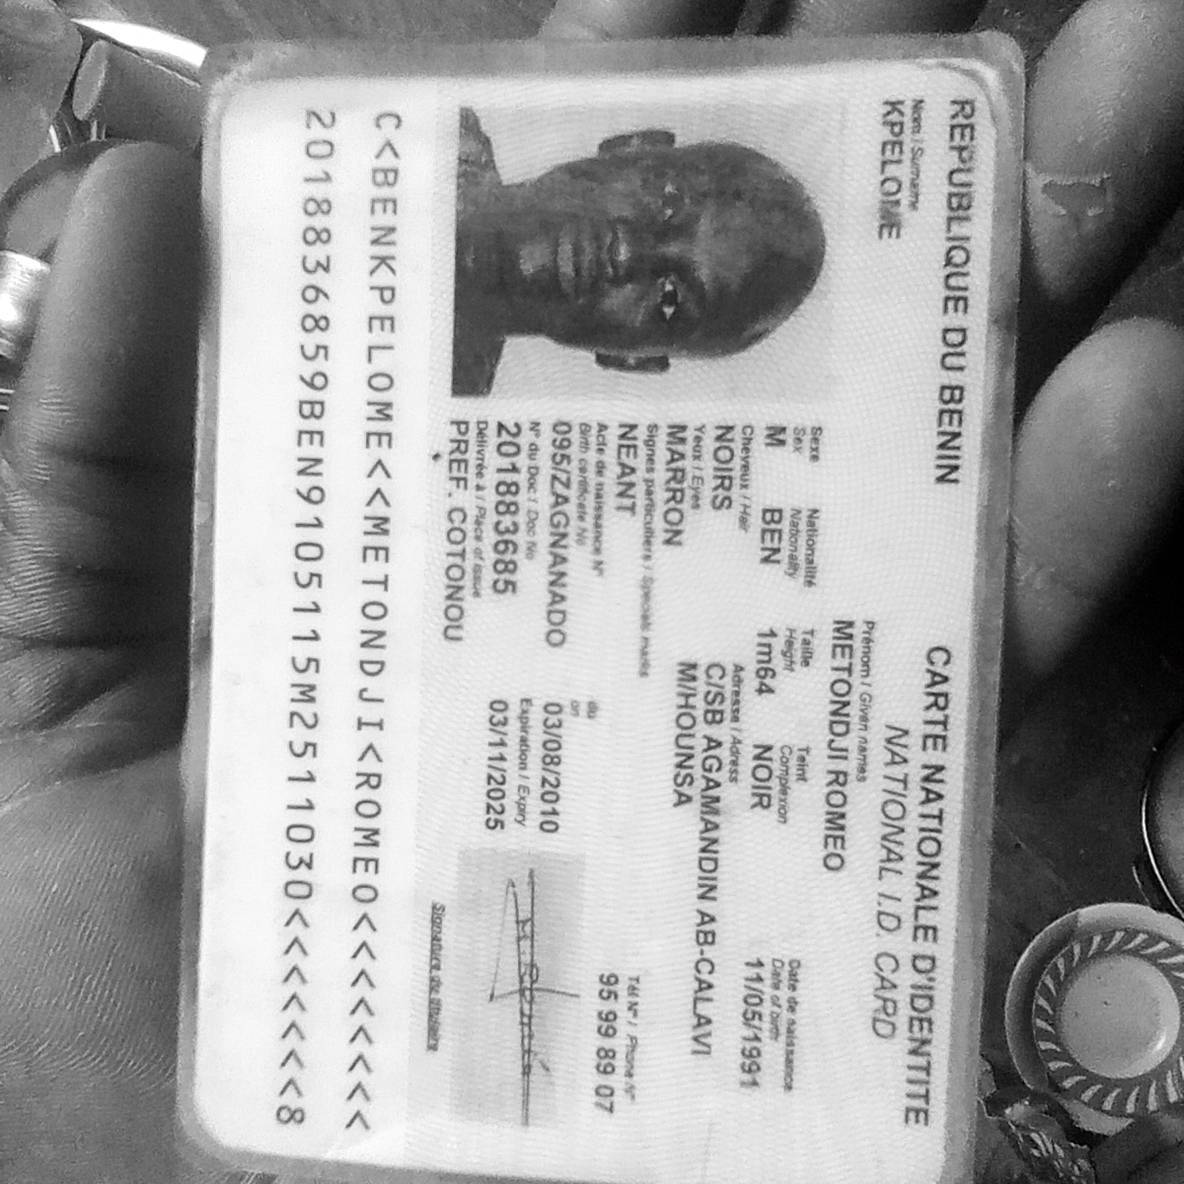 REPUBLIQUE DU BENIN
CARTE NATIONALE D'IDENTITE
NATIONAL I.D. CARD
Nom / Surname
KPELOME
Prénom / Given names
METONDJI ROMEO
Sexe
Sex
M
Nationalité
Nationality
BEN
Taille
Height
1m64
Teint
Complexion
NOIR
Date de naissance
Date of birth
11/05/1991
Cheveux / Hair
NOIRS
Adresse / Adress
C/SB AGAMANDIN AB-CALAVI
M/HOUNSA
Yeux / Eyes
MARRON
Signes particuliers / Specials marks
NEANT
Tél N° / Phone N°
95 99 89 07
Acte de naissance N°
Birth certificate No
095/ZAGNANADO
du
on
03/08/2010
N° du Doc / Doc No
201883685
Expiration / Expiry
03/11/2025
Délivrée à / Place of issue
PREF. COTONOU
Signature du titulaire
C<BENKPELOME<<METONDJI<ROMEO<<<<<<<<
2018836859BEN9105115M2511030<<<<<<<8